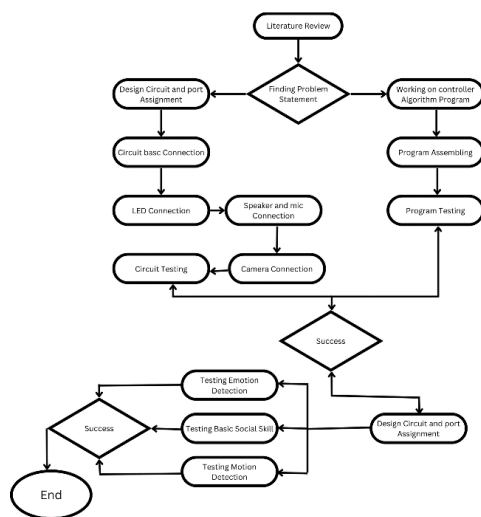 Literature Review
Finding Problem
Statement
Design Circuit and port
Assignment
Working on controller
Algorithm Program
Circuit basc Connection
Program Assembling
LED Connection
Speaker and mic
Connection
Program Testing
Circuit Testing
Camera Connection
Success
Testing Emotion
Detection
Success
Testing Basic Social Skill
Design Circuit and port
Assignment
Testing Motion
Detection
End